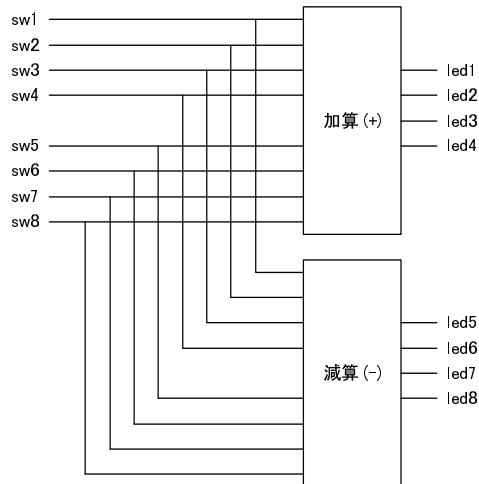 sw1
sw2
sw3
sw4
sw5
sw6
sw7
sw8
加算(+)
led1
led2
led3
led4
減算(-)
led5
led6
led7
led8